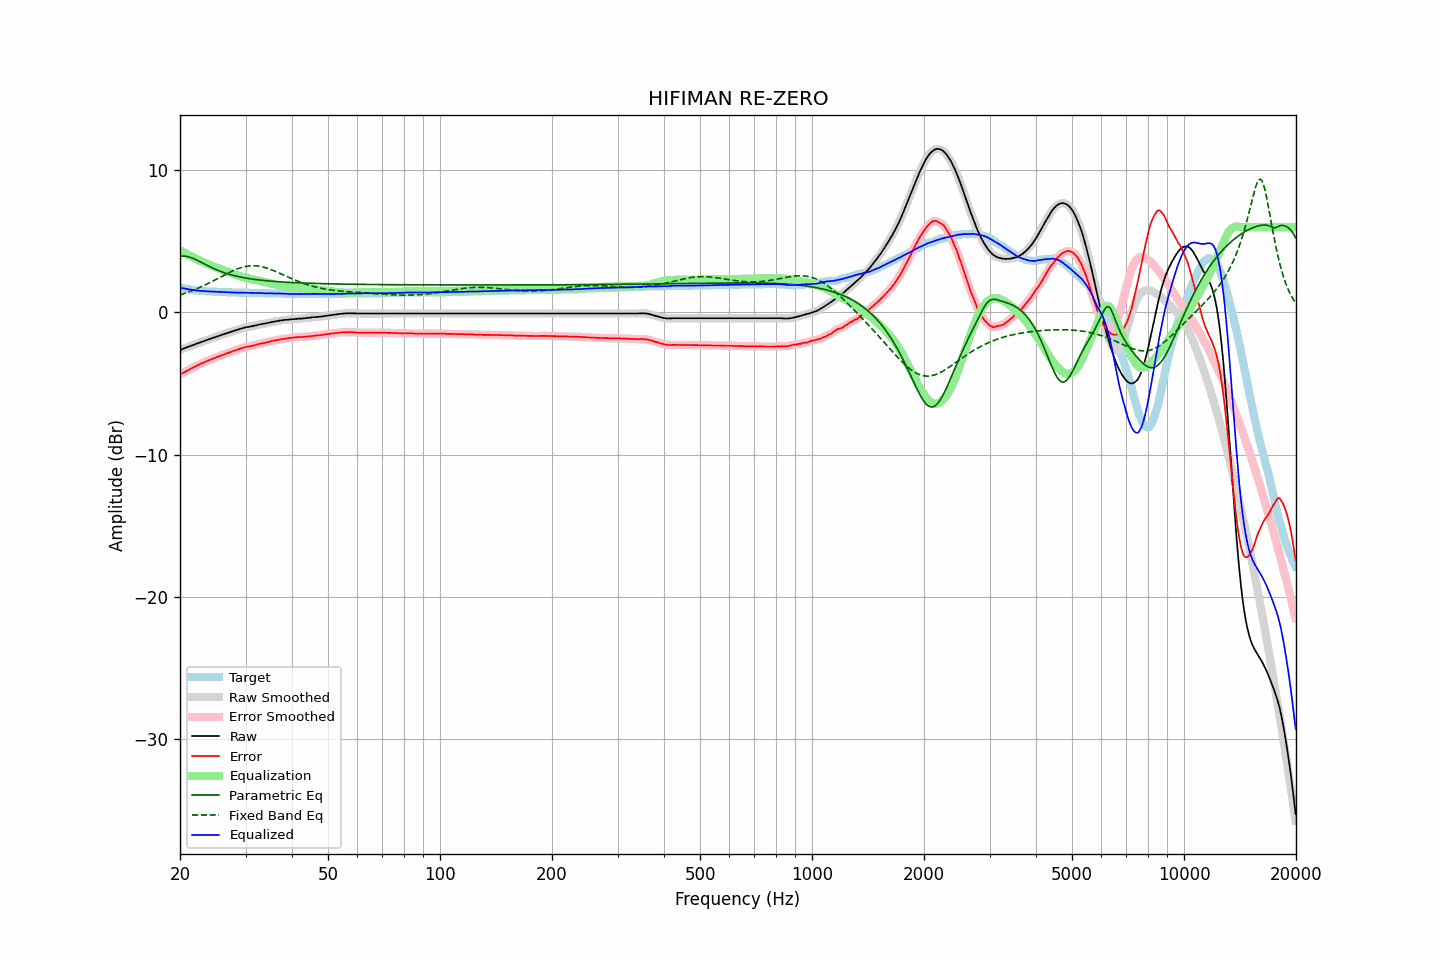 HIFIMAN RE-ZERO
10
0
−10
−20
−30
Amplitude (dBr)
Target
Raw Smoothed
Error Smoothed
Raw
Error
Equalization
Parametric Eq
Fixed Band Eq
Equalized
20 50 100 200 500 1000 2000 5000 10000 20000
Frequency (Hz)